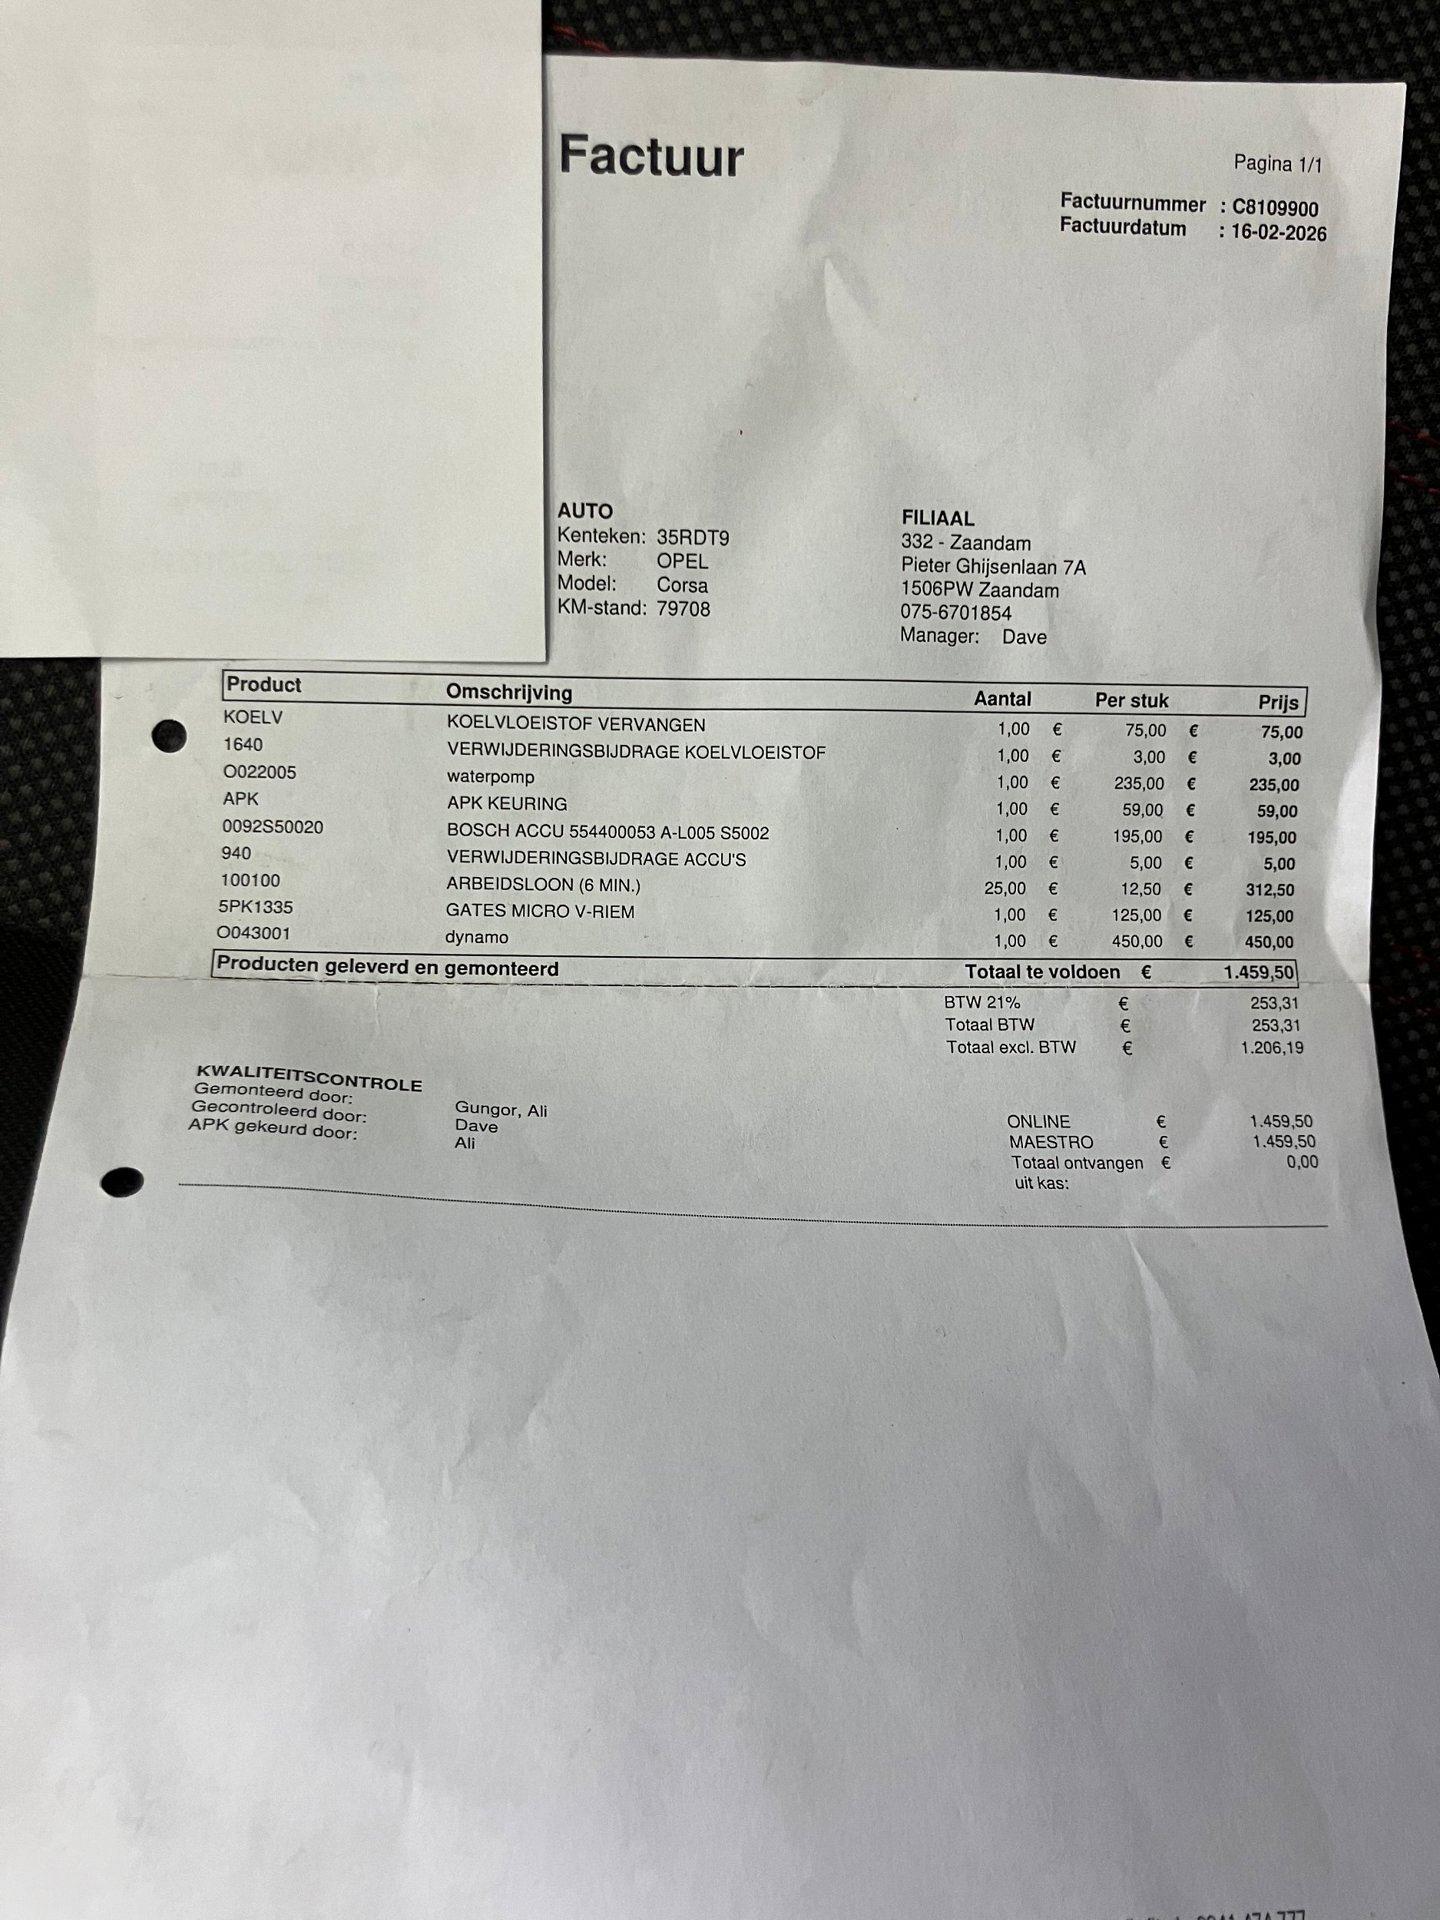 Factuur
Pagina 1/1
Factuurnummer : C8109900
Factuurdatum : 16-02-2026
AUTO
Kenteken: 35RDT9
Merk: OPEL
Model: Corsa
KM-stand: 79708
FILIAAL
332 - Zaandam
Pieter Ghijsenlaan 7A
1506PW Zaandam
075-6701854
Manager: Dave
Product Omschrijving Aantal Per stuk Prijs
KOELV KOELVLOEISTOF VERVANGEN 1,00 € 75,00 € 75,00
1640 VERWIJDERINGSBIJDRAGE KOELVLOEISTOF 1,00 € 3,00 € 3,00
O022005 waterpomp 1,00 € 235,00 € 235,00
APK APK KEURING 1,00 € 59,00 € 59,00
0092S50020 BOSCH ACCU 554400053 A-L005 S5002 1,00 € 195,00 € 195,00
940 VERWIJDERINGSBIJDRAGE ACCU'S 1,00 € 5,00 € 5,00
100100 ARBEIDSLOON (6 MIN.) 25,00 € 12,50 € 312,50
5PK1335 GATES MICRO V-RIEM 1,00 € 125,00 € 125,00
O043001 dynamo 1,00 € 450,00 € 450,00
Producten geleverd en gemonteerd Totaal te voldoen € 1.459,50
BTW 21% € 253,31
Totaal BTW € 253,31
Totaal excl. BTW € 1.206,19
KWALITEITSCONTROLE
Gemonteerd door: Gungor, Ali
Gecontroleerd door: Dave
APK gekeurd door: Ali
ONLINE € 1.459,50
MAESTRO € 1.459,50
Totaal ontvangen € 0,00
uit kas: